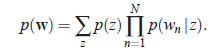 p(𝐰) = ∑_z p(z) ∏_{n=1}^{N} p(w_n | z).